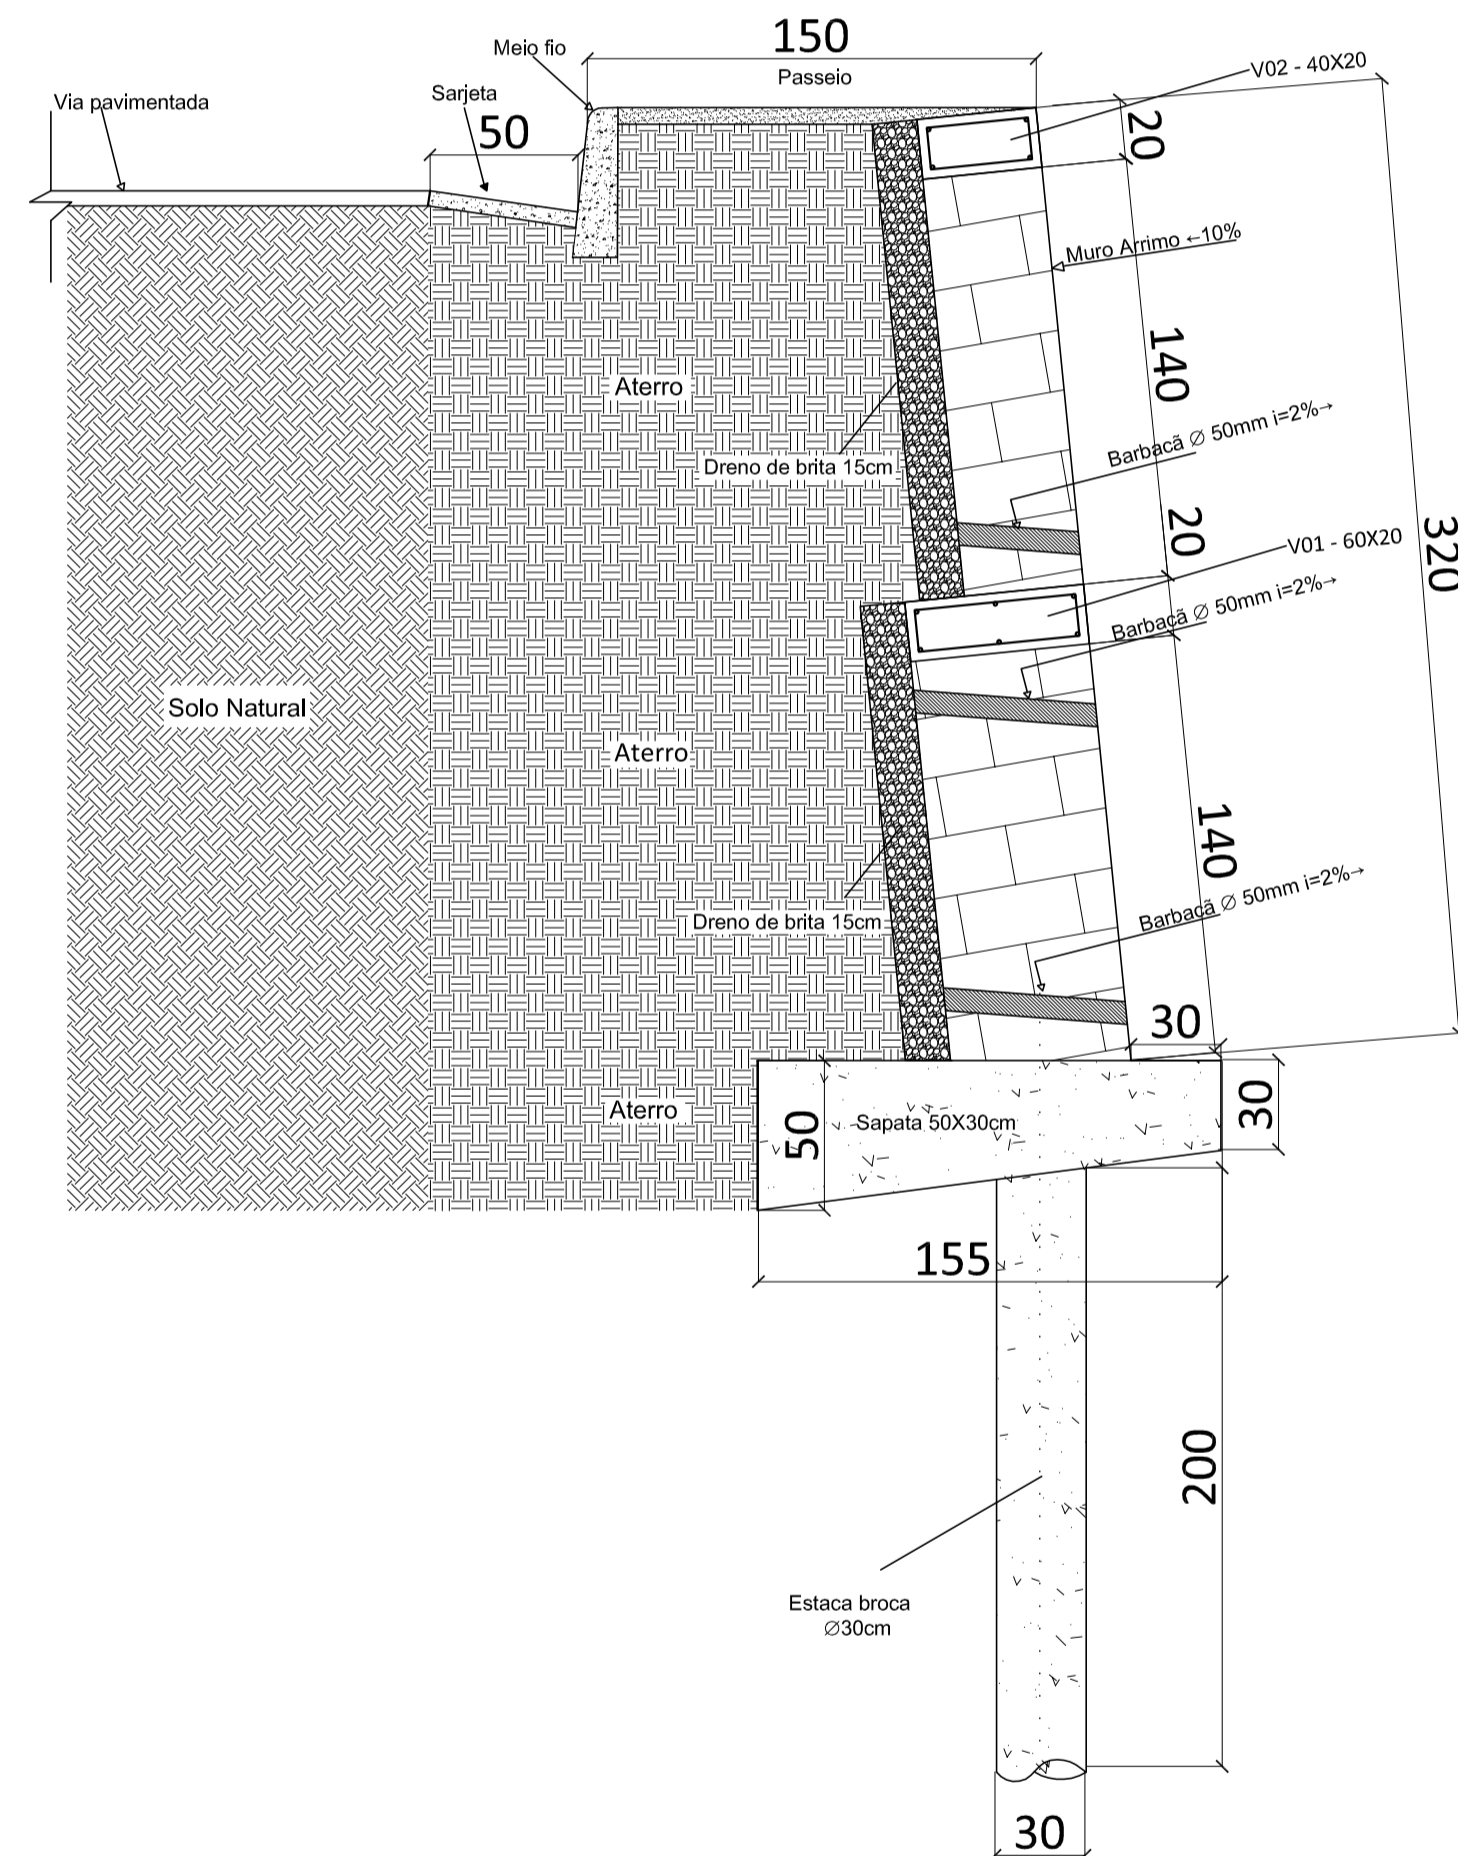 150
Meio fio
Passeio
V02 - 40X20
Via pavimentada
Sarjeta
50
20
Muro Arrimo ←10%
140
Aterro
Barbacã ∅ 50mm i=2%→
Dreno de brita 15cm
20
320
V01 - 60X20
Barbacã ∅ 50mm i=2%→
Solo Natural
Aterro
140
Barbacã ∅ 50mm i=2%→
Dreno de brita 15cm
30
Aterro
50
Sapata 50X30cm
30
155
200
Estaca broca
∅30cm
30